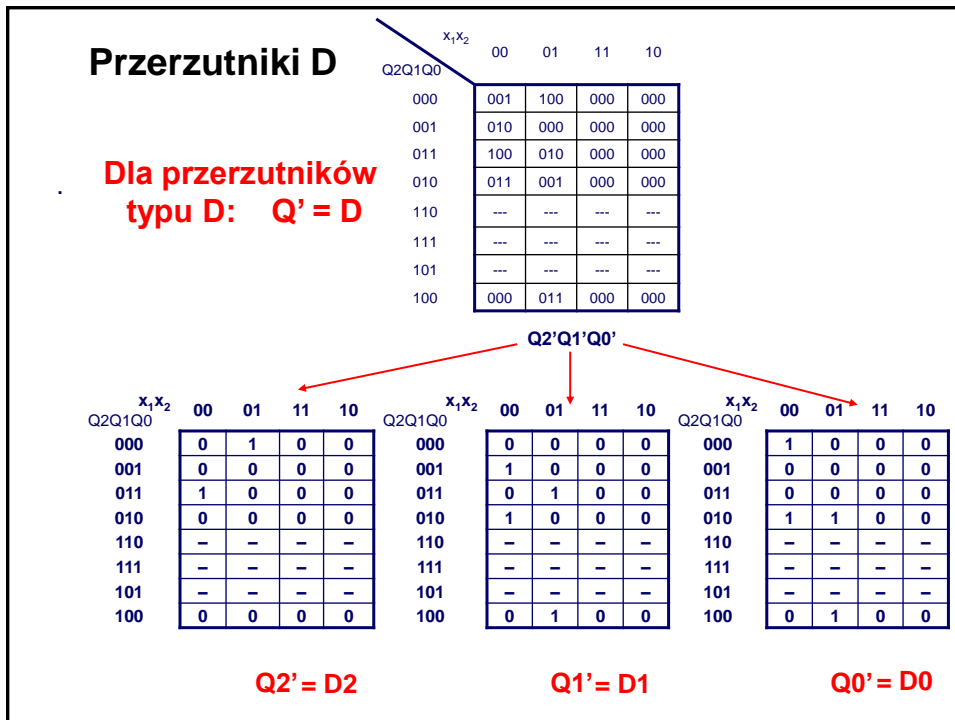 Przerzutniki D
x1x2 00 01 11 10
Q2Q1Q0
000 001 100 000 000
001 010 000 000 000
011 100 010 000 000
010 011 001 000 000
110 --- --- --- ---
111 --- --- --- ---
101 --- --- --- ---
100 000 011 000 000
. Dla przerzutników
typu D: Q’ = D
Q2’Q1’Q0’
x1x2 00 01 11 10
Q2Q1Q0
000 0 1 0 0
001 0 0 0 0
011 1 0 0 0
010 0 0 0 0
110 – – – –
111 – – – –
101 – – – –
100 0 0 0 0
Q2’ = D2
x1x2 00 01 11 10
Q2Q1Q0
000 0 0 0 0
001 1 0 0 0
011 0 1 0 0
010 1 0 0 0
110 – – – –
111 – – – –
101 – – – –
100 0 1 0 0
Q1’ = D1
x1x2 00 01 11 10
Q2Q1Q0
000 1 0 0 0
001 0 0 0 0
011 0 0 0 0
010 1 1 0 0
110 – – – –
111 – – – –
101 – – – –
100 0 1 0 0
Q0’ = D0